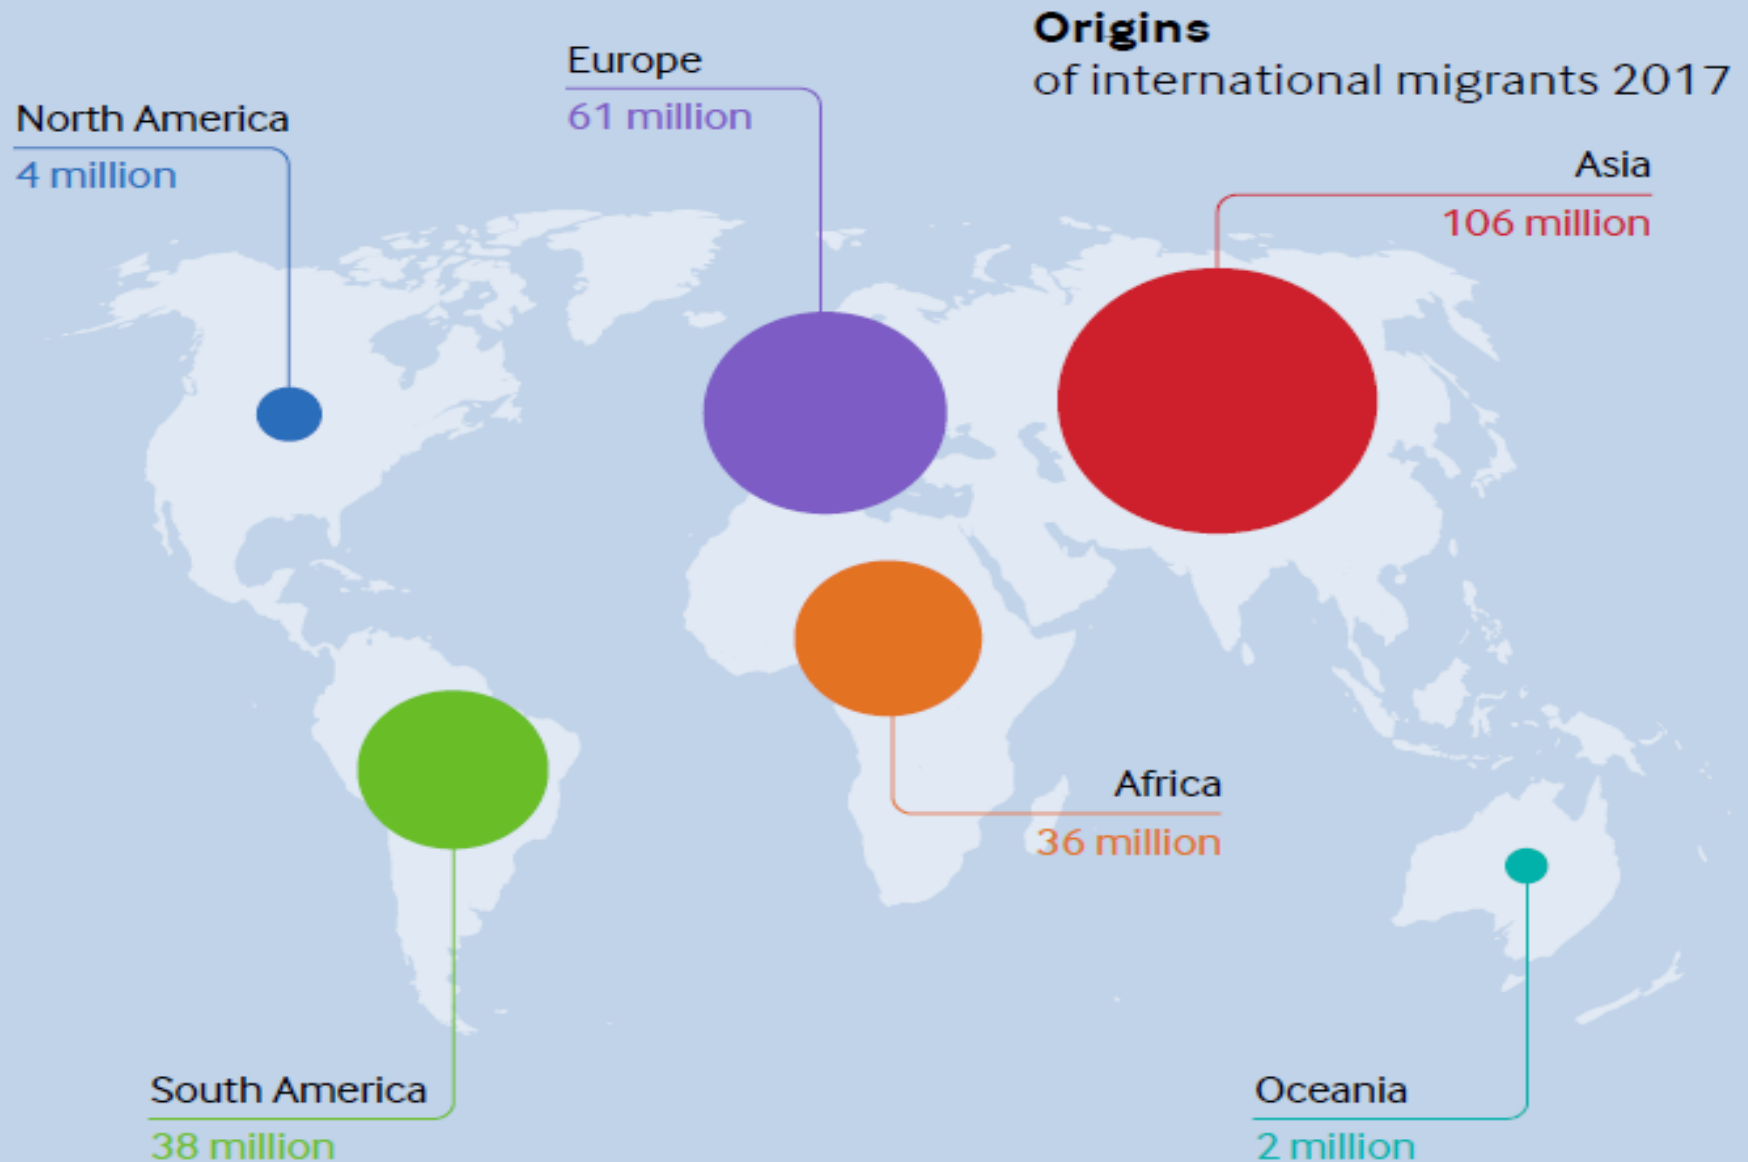 Origins
of international migrants 2017
Europe
61 million
North America
4 million
Asia
106 million
Africa
36 million
South America
38 million
Oceania
2 million